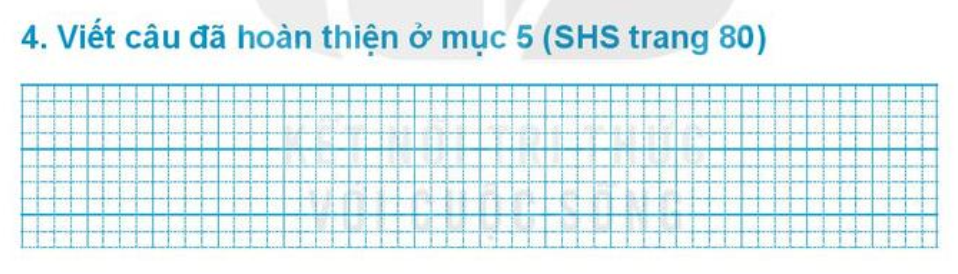 4. Viết câu đã hoàn thiện ở mục 5 (SHS trang 80)
KẾT NỐI TRI THỨC
VỚI CUỘC SỐNG